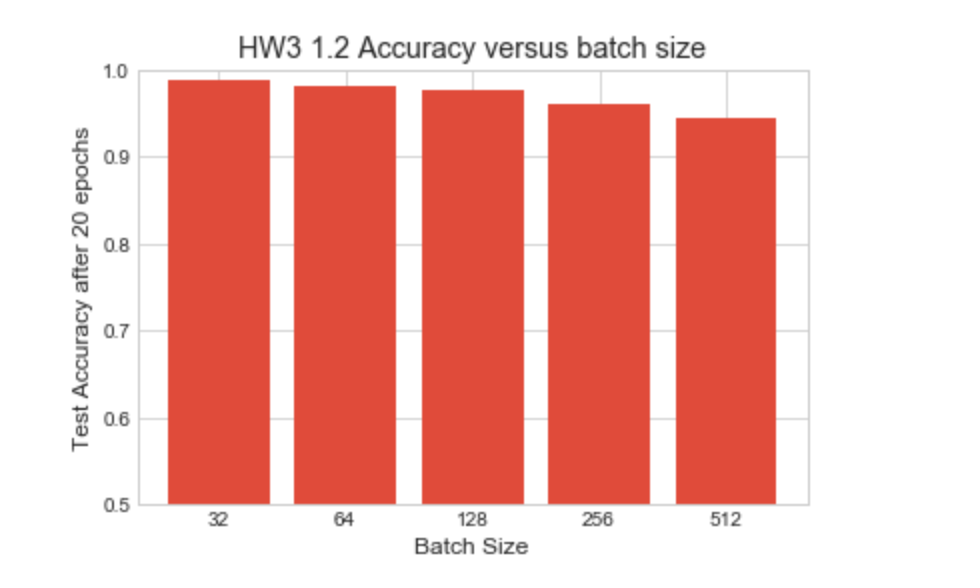 HW3 1.2 Accuracy versus batch size
Test Accuracy after 20 epochs
1.0
0.9
0.8
0.7
0.6
0.5
32 64 128 256 512
Batch Size